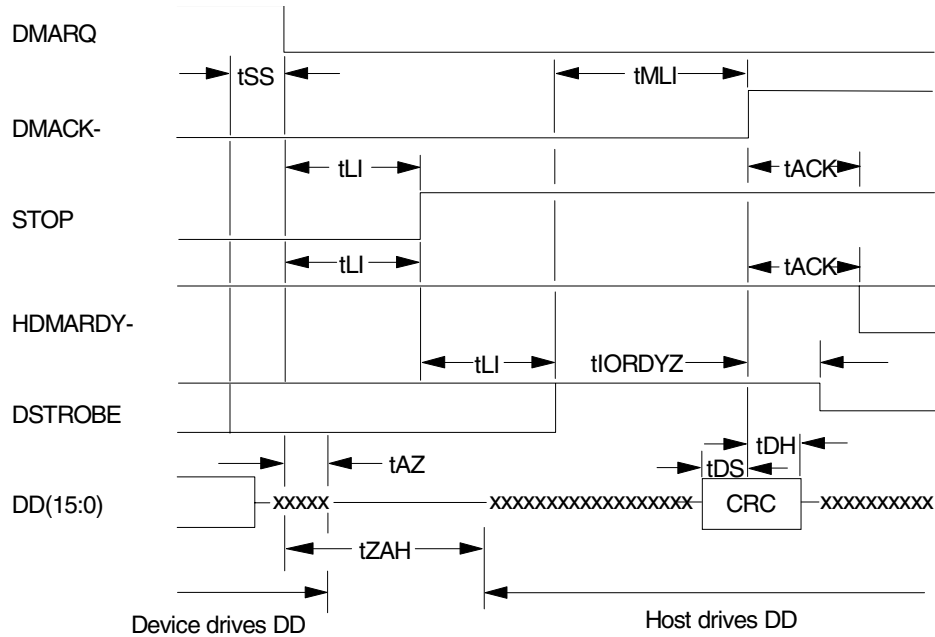 DMARQ
tSS
tMLI
DMACK-
tLI
tACK
STOP
tLI
tACK
HDMARDY-
tLI
tIORDYZ
DSTROBE
tDH
tAZ
tDS
DD(15:0)
XXXXX
XXXXXXXXXXXXXXXXX
CRC
XXXXXXXXXX
tZAH
Device drives DD
Host drives DD